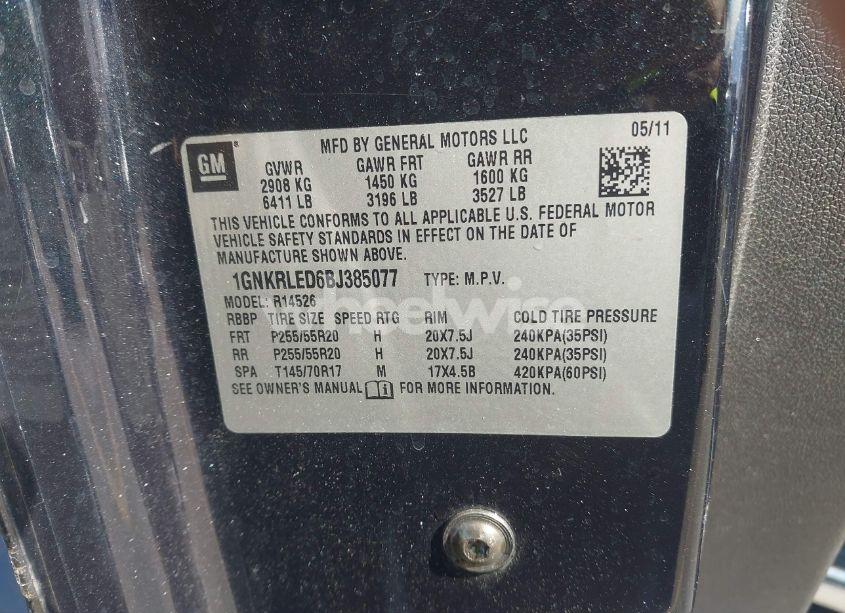 GM
MFD BY GENERAL MOTORS LLC 05/11
GVWR GAWR FRT GAWR RR
2908 KG 1450 KG 1600 KG
6411 LB 3196 LB 3527 LB
THIS VEHICLE CONFORMS TO ALL APPLICABLE U.S. FEDERAL MOTOR
VEHICLE SAFETY STANDARDS IN EFFECT ON THE DATE OF
MANUFACTURE SHOWN ABOVE.
1GNKRLED6BJ385077 TYPE: M.P.V.
MODEL: R14526
RBBP TIRE SIZE SPEED RTG RIM COLD TIRE PRESSURE
FRT P255/55R20 H 20X7.5J 240KPA(35PSI)
RR P255/55R20 H 20X7.5J 240KPA(35PSI)
SPA T145/70R17 M 17X4.5B 420KPA(60PSI)
SEE OWNER'S MANUAL FOR MORE INFORMATION.